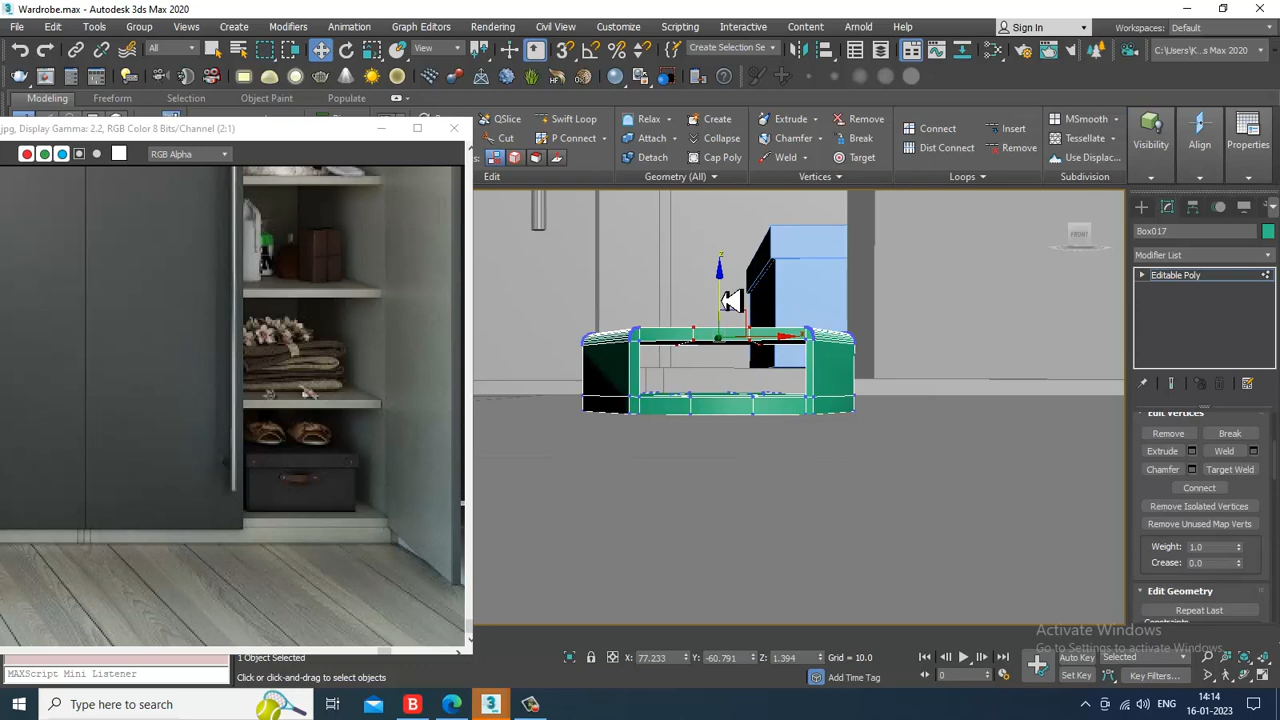 Wardrobe.max - Autodesk 3ds Max 2020
File Edit Tools Group Views Create Modifiers Animation Graph Editors Rendering Civil View Customize Scripting Interactive Content Arnold Help Sign In Workspaces: Default
All View Create Selection Se C:\Users\K...s Max 2020
Modeling Freeform Selection Object Paint Populate
jpg, Display Gamma: 2.2, RGB Color 8 Bits/Channel (2:1)
RGB Alpha
QSlice Swift Loop Relax Create Extrude Remove Connect Insert MSmooth
Cut P Connect Attach Collapse Chamfer Break Dist Connect Remove Tessellate
Detach Cap Poly Weld Target Use Displac...
Visibility Align Properties
Edit Geometry (All) Vertices Loops Subdivision
FRONT
Box017
Modifier List
Editable Poly
Edit Vertices
Remove Break
Extrude Weld
Chamfer Target Weld
Connect
Remove Isolated Vertices
Remove Unused Map Verts
Weight: 1.0
Crease: 0.0
Edit Geometry
Repeat Last
Constraints
Activate Windows
Go to Settings to activate Windows.
1 Object Selected
MAXScript Mini Listener
Click or click-and-drag to select objects
X: 77.233 Y: -60.791 Z: 1.394 Grid = 10.0
Add Time Tag
0
Auto Key Selected
Set Key Key Filters...
Type here to search
ENG
14:14
16-01-2023